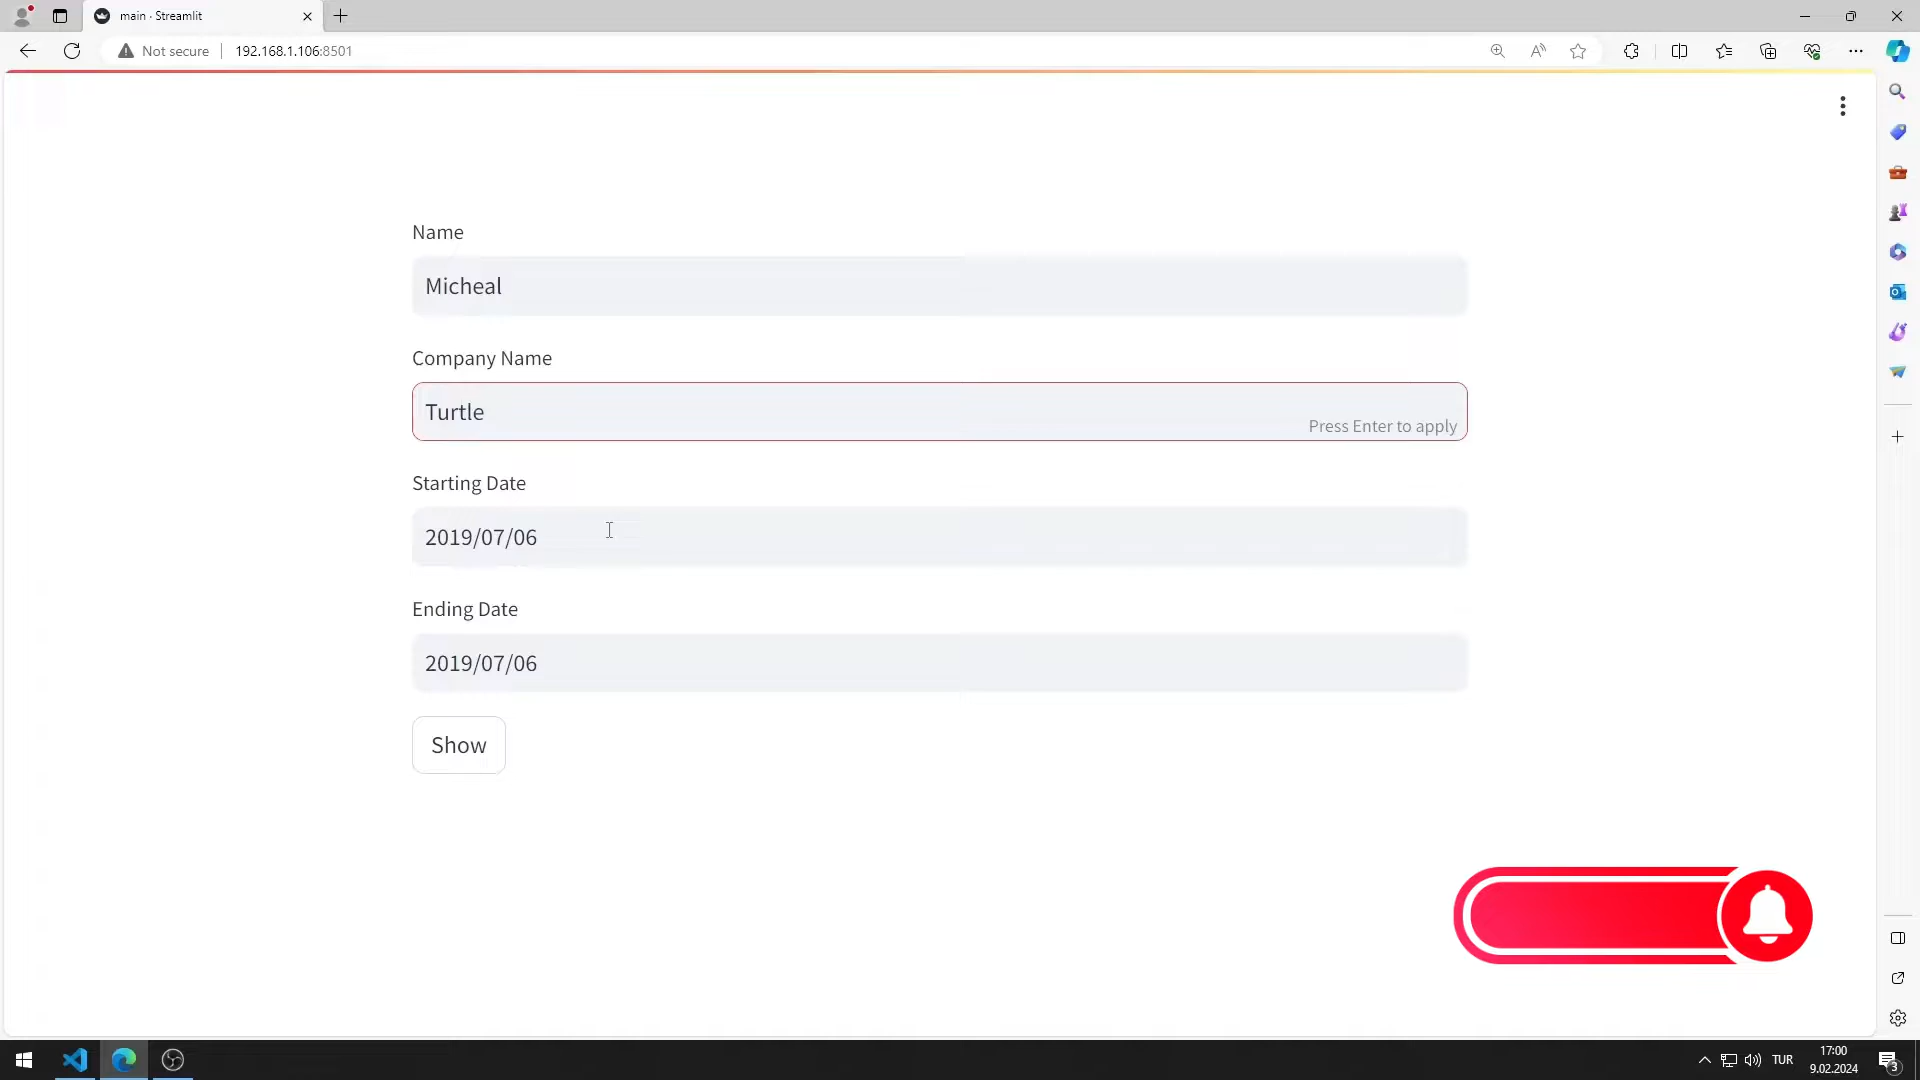 main · Streamlit
Not secure
192.168.1.106:8501
Name
Micheal
Company Name
Turtle
Press Enter to apply
Starting Date
2019/07/06
Ending Date
2019/07/06
Show
TUR
17:00
9.02.2024
3